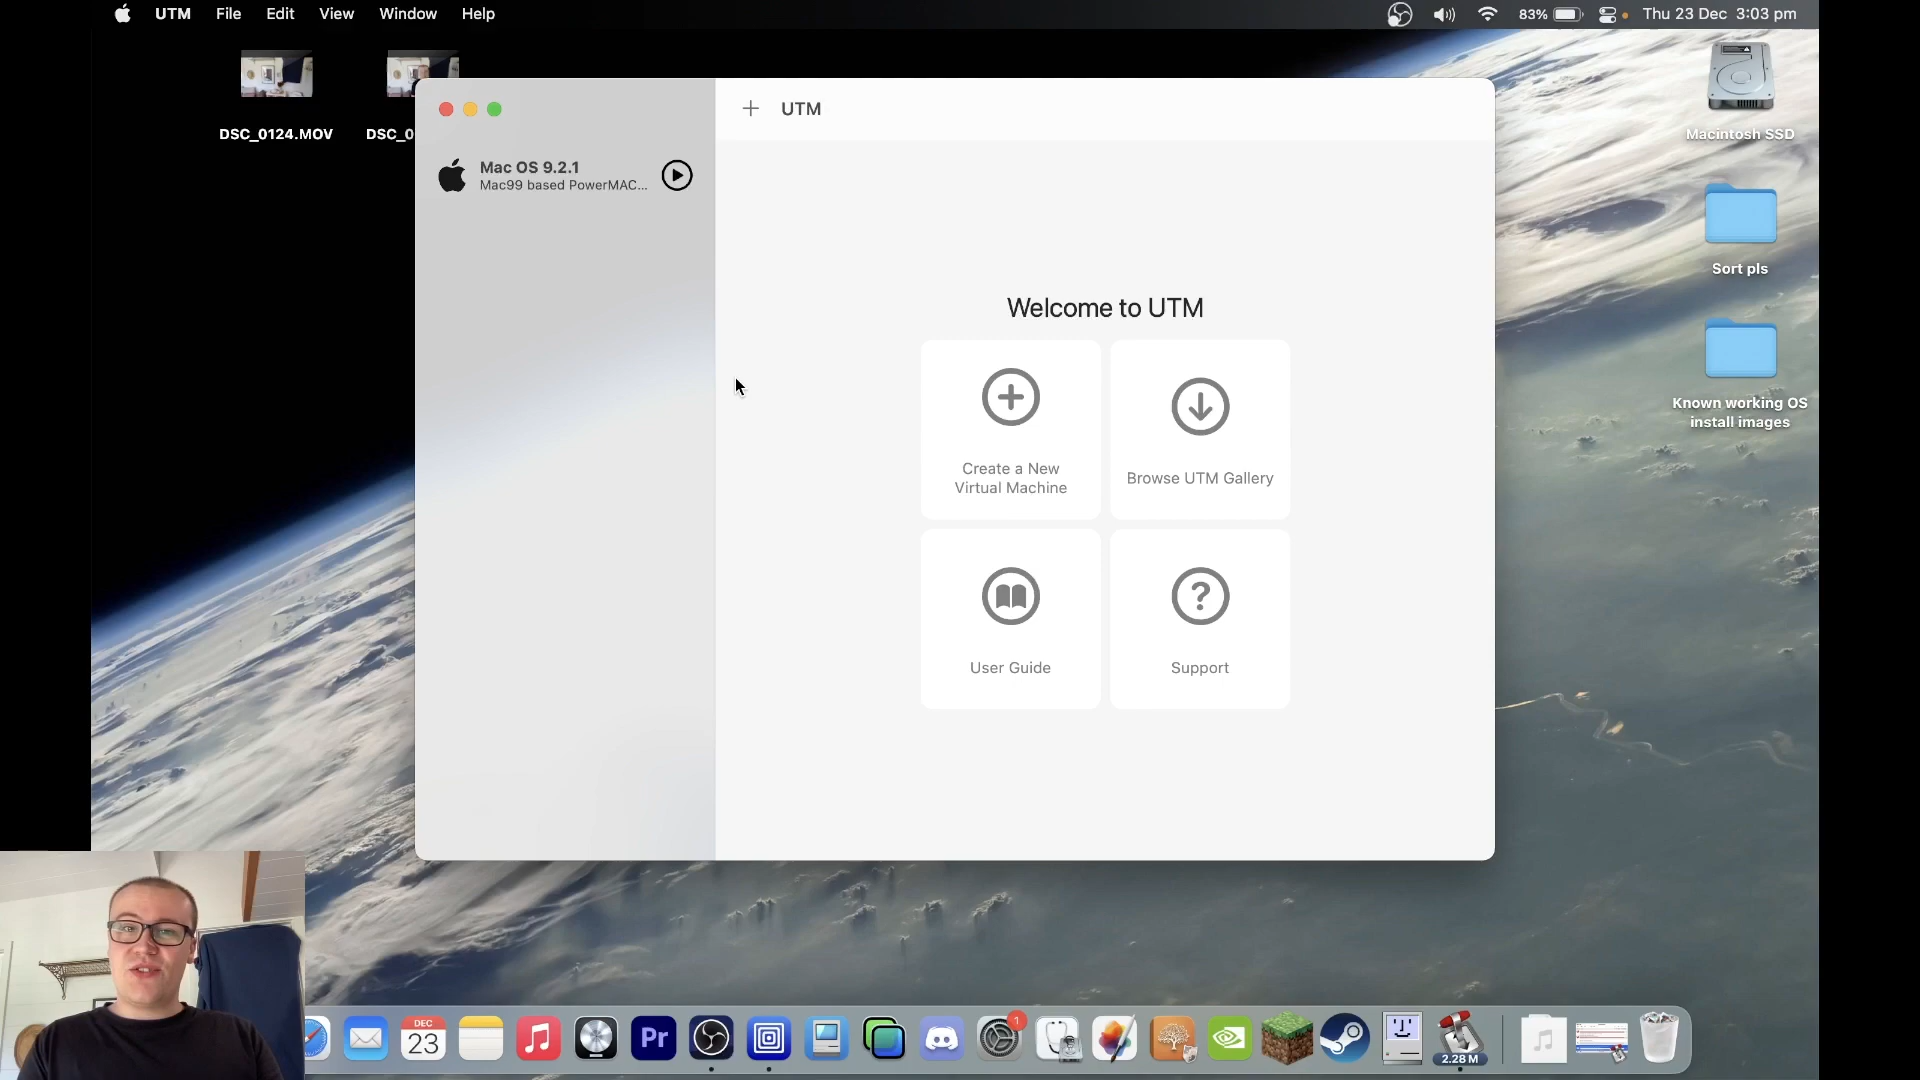 UTM File Edit View Window Help
83% Thu 23 Dec 3:03 pm
DSC_0124.MOV DSC_0
Macintosh SSD
Sort pls
Known working OS
install images
UTM
Mac OS 9.2.1
Mac99 based PowerMAC...
Welcome to UTM
Create a New
Virtual Machine
Browse UTM Gallery
User Guide
Support
DEC
23
Pr
1
2.28 M